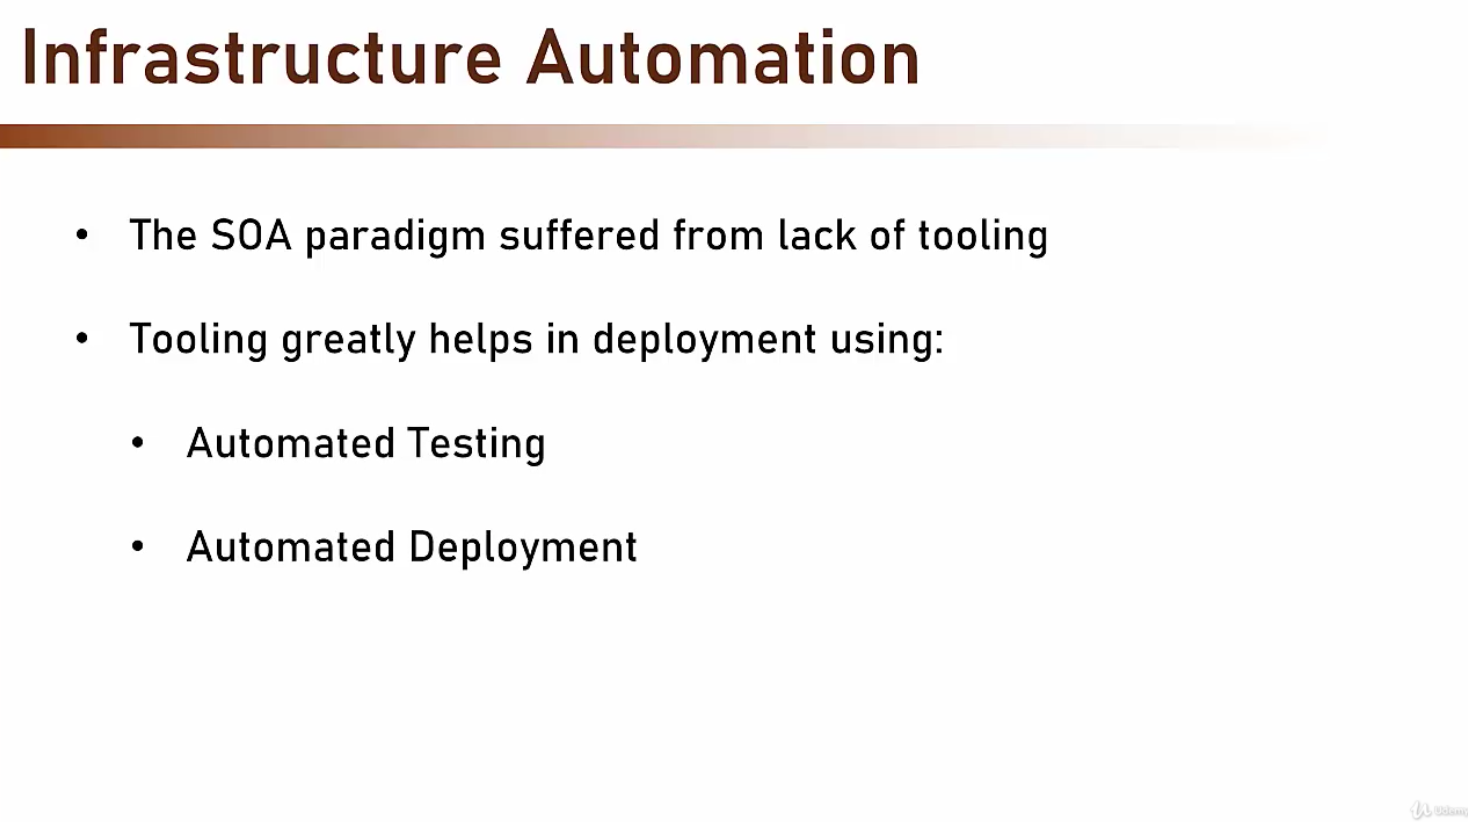 Infrastructure Automation
• The SOA paradigm suffered from lack of tooling
• Tooling greatly helps in deployment using:
• Automated Testing
• Automated Deployment
Udemy